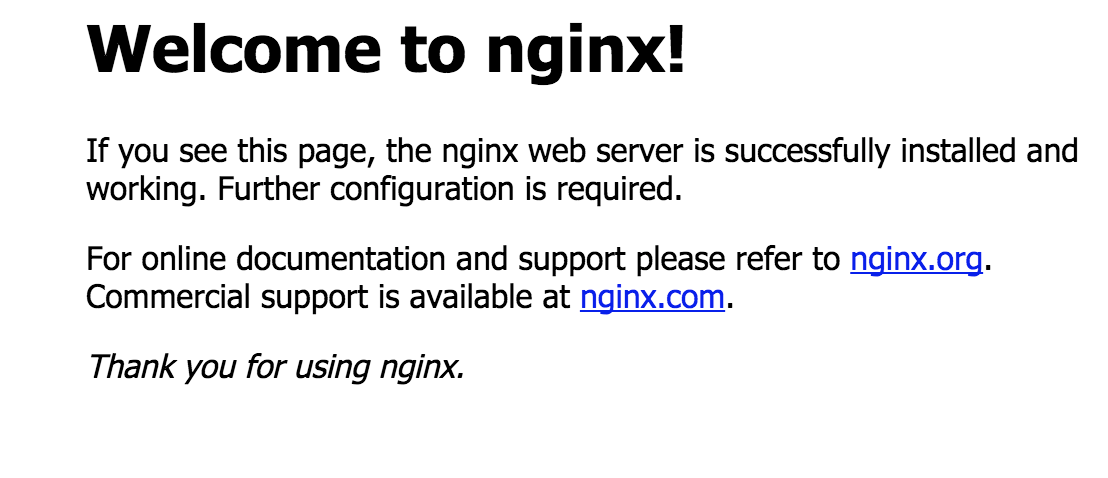 Welcome to nginx!
If you see this page, the nginx web server is successfully installed and
working. Further configuration is required.
For online documentation and support please refer to nginx.org.
Commercial support is available at nginx.com.
Thank you for using nginx.